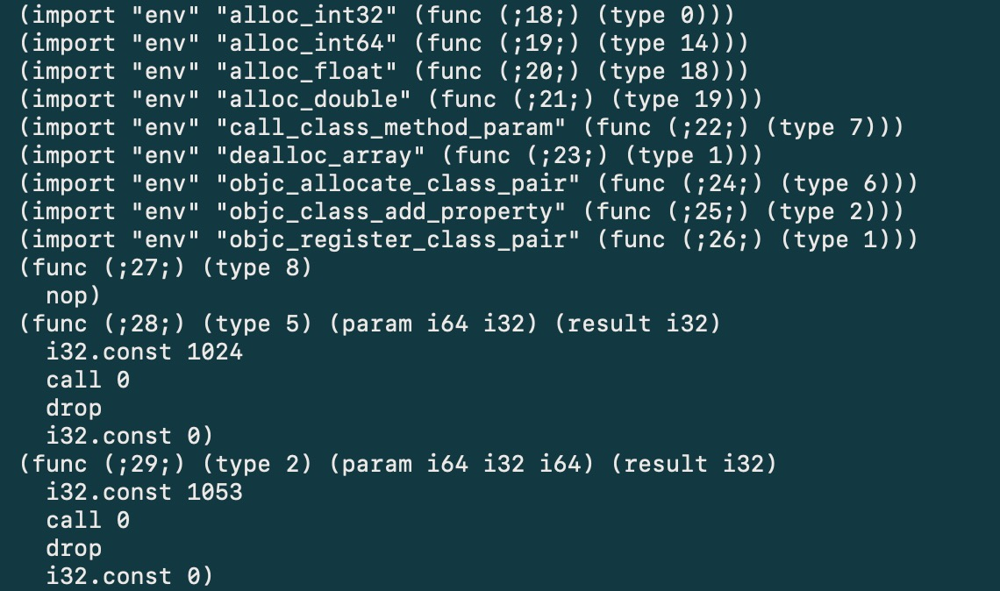 (import "env" "alloc_int32" (func (;18;) (type 0)))
(import "env" "alloc_int64" (func (;19;) (type 14)))
(import "env" "alloc_float" (func (;20;) (type 18)))
(import "env" "alloc_double" (func (;21;) (type 19)))
(import "env" "call_class_method_param" (func (;22;) (type 7)))
(import "env" "dealloc_array" (func (;23;) (type 1)))
(import "env" "objc_allocate_class_pair" (func (;24;) (type 6)))
(import "env" "objc_class_add_property" (func (;25;) (type 2)))
(import "env" "objc_register_class_pair" (func (;26;) (type 1)))
(func (;27;) (type 8)
  nop)
(func (;28;) (type 5) (param i64 i32) (result i32)
  i32.const 1024
  call 0
  drop
  i32.const 0)
(func (;29;) (type 2) (param i64 i32 i64) (result i32)
  i32.const 1053
  call 0
  drop
  i32.const 0)